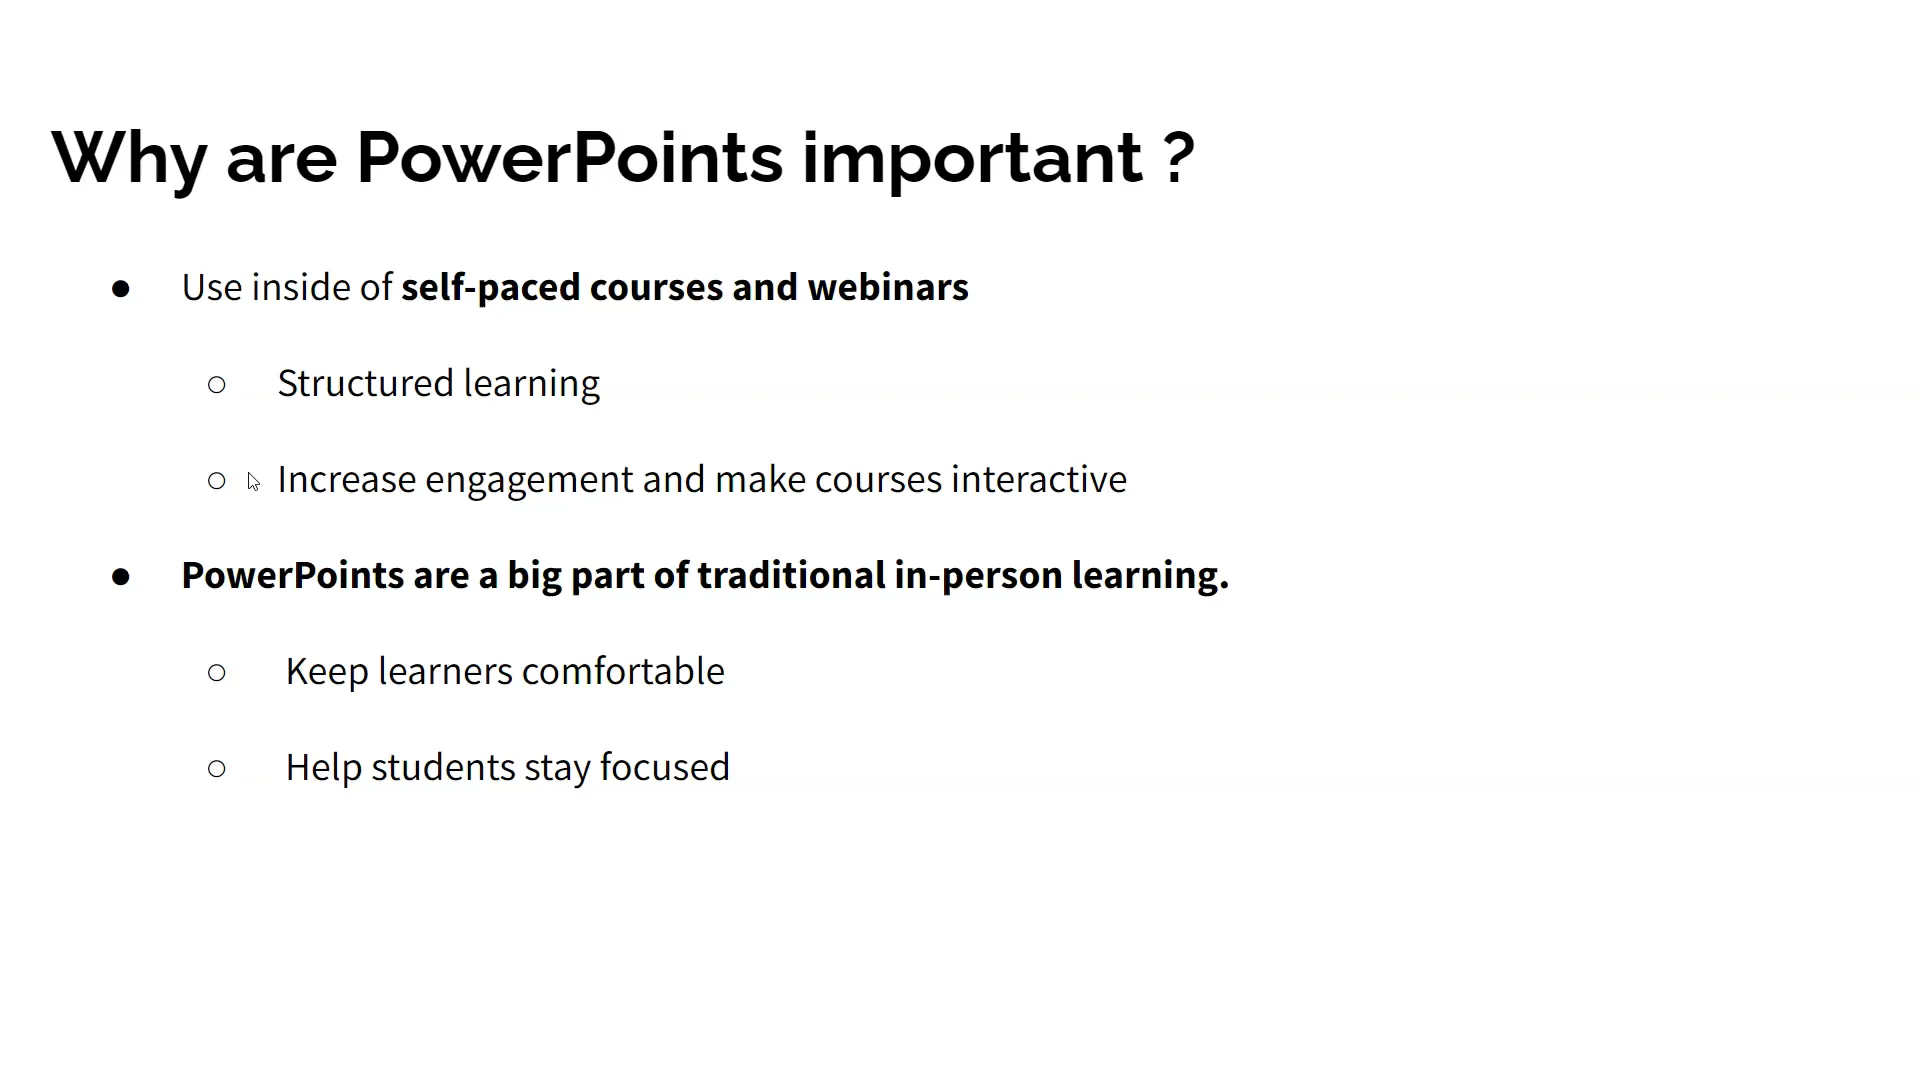 Why are PowerPoints important ?
● Use inside of self-paced courses and webinars
○ Structured learning
○ Increase engagement and make courses interactive
● PowerPoints are a big part of traditional in-person learning.
○ Keep learners comfortable
○ Help students stay focused